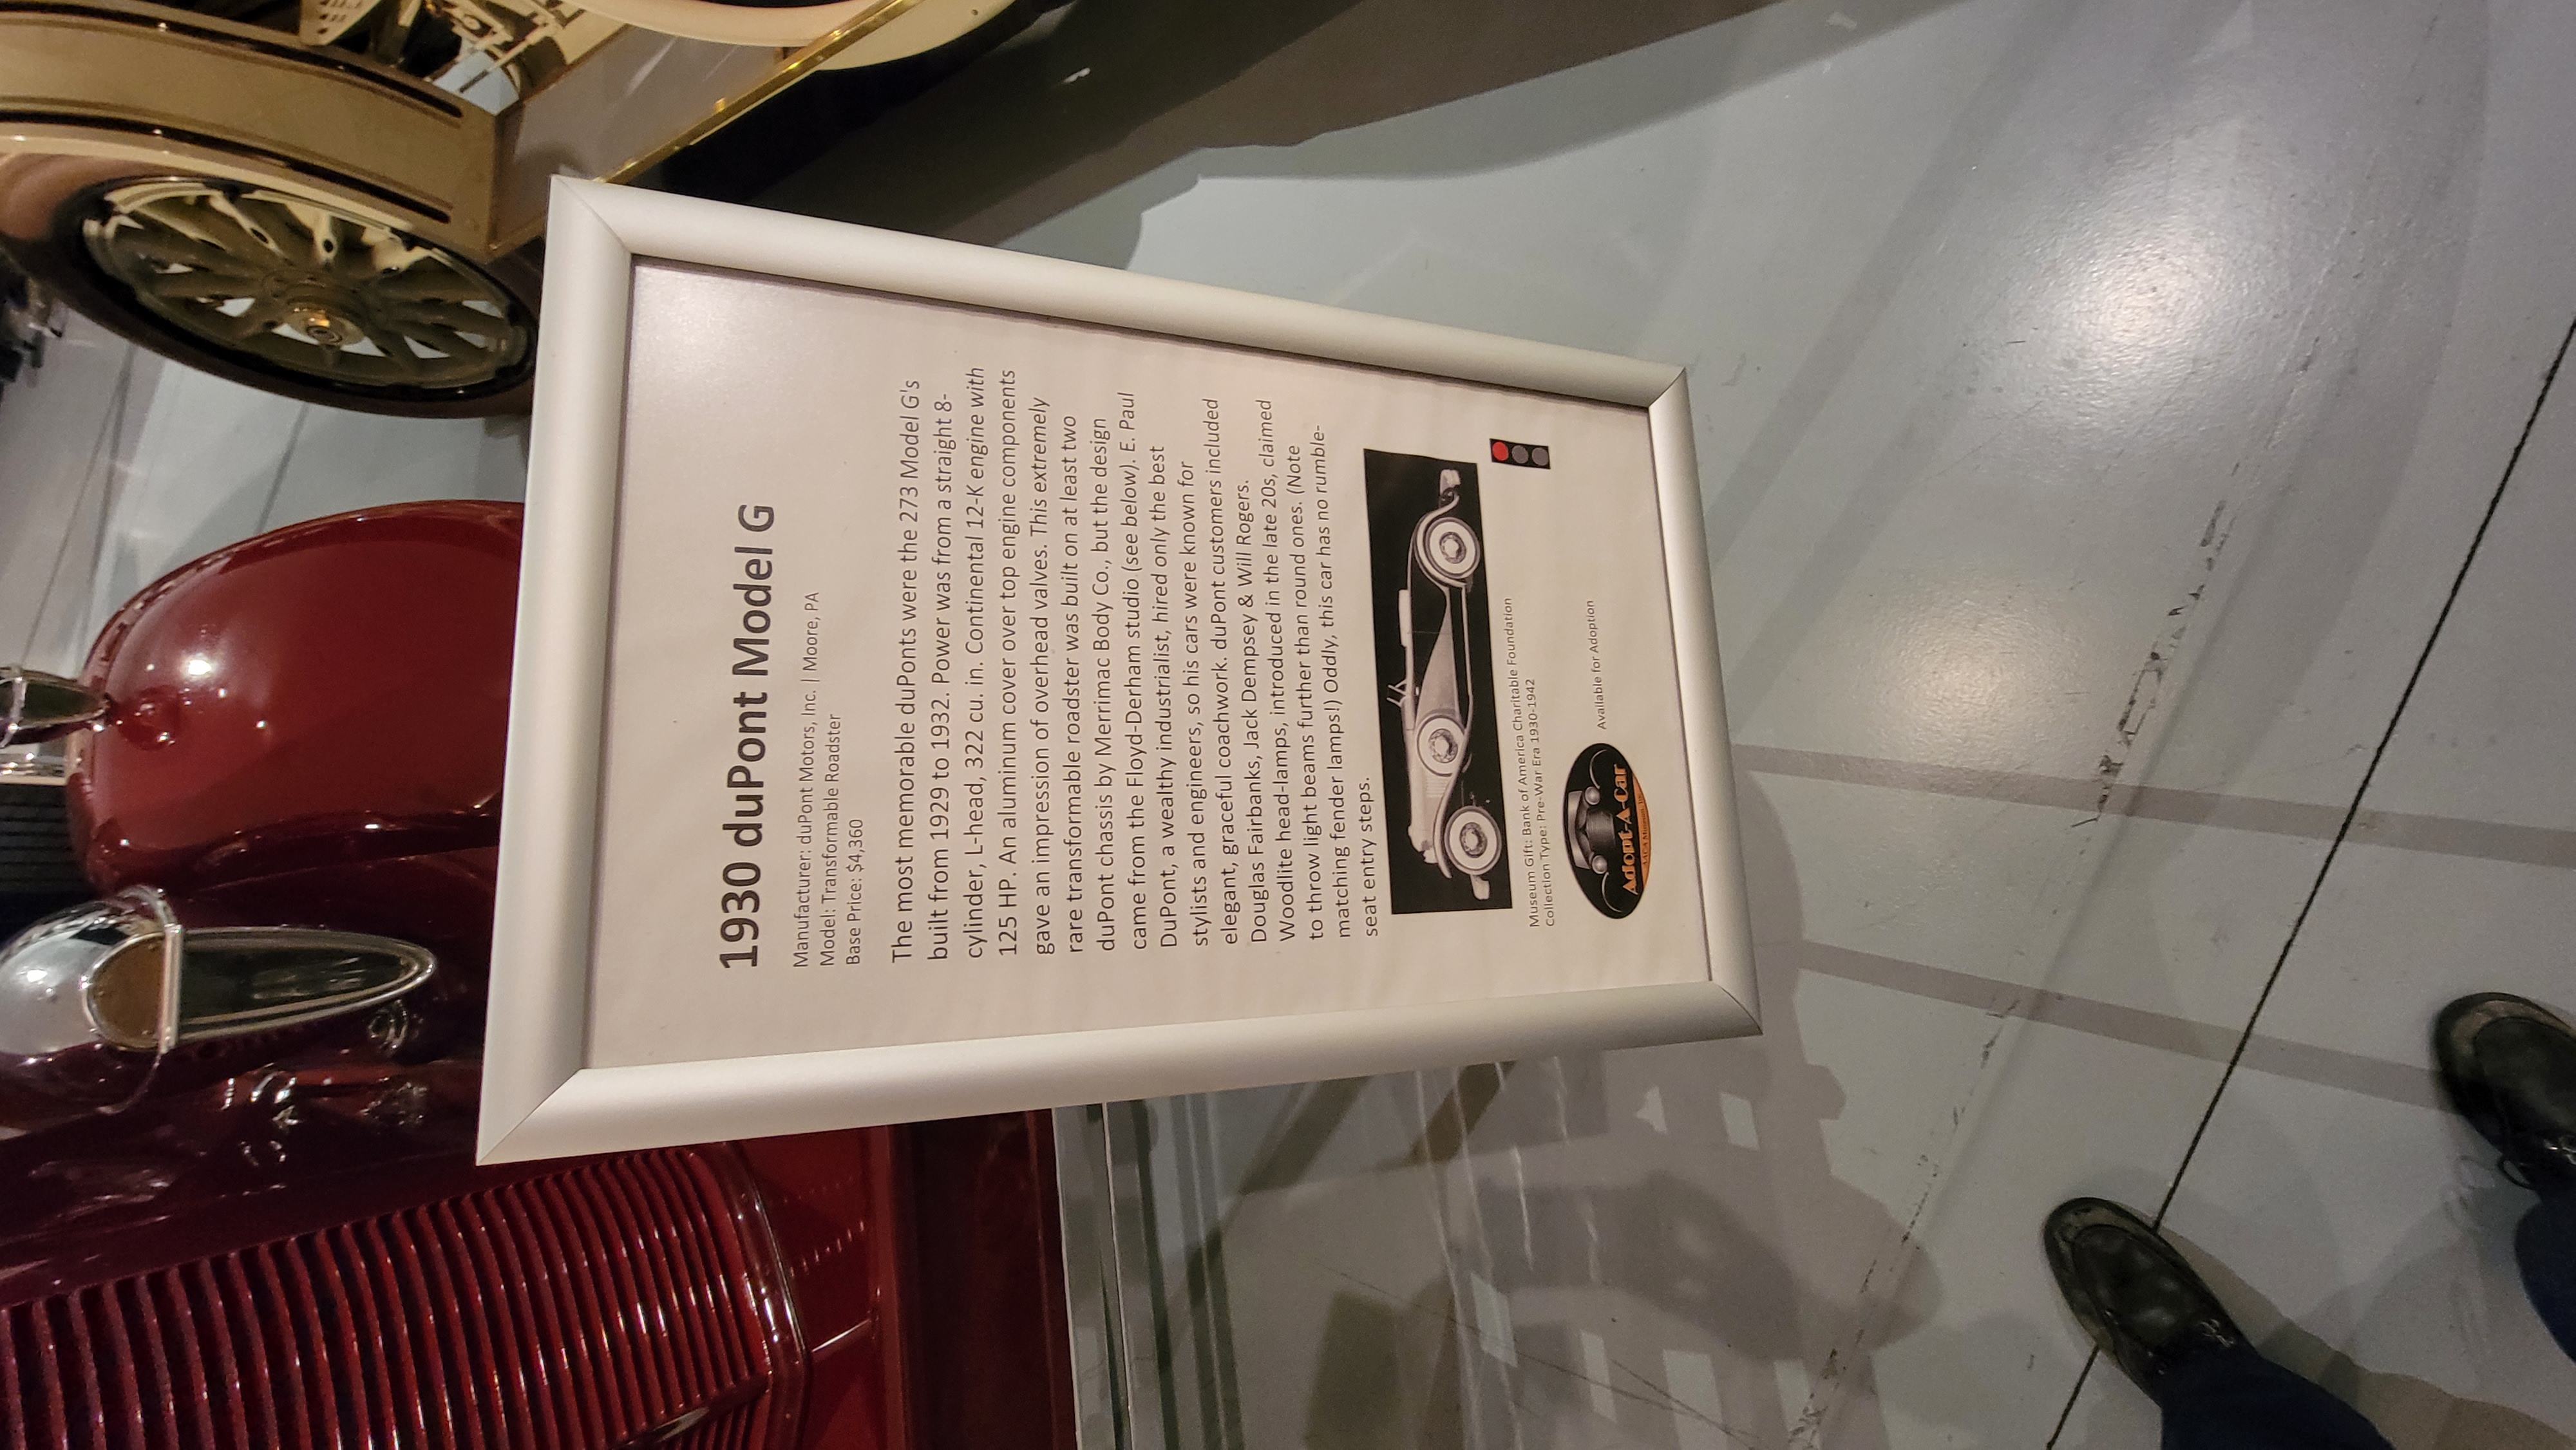 1930 duPont Model G
Manufacturer: duPont Motors, Inc. | Moore, PA
Model: Transformable Roadster
Base Price: $4,360
The most memorable duPonts were the 273 Model G's
built from 1929 to 1932. Power was from a straight 8-
cylinder, L-head, 322 cu. in. Continental 12-K engine with
125 HP. An aluminum cover over top engine components
gave an impression of overhead valves. This extremely
rare transformable roadster was built on at least two
duPont chassis by Merrimac Body Co., but the design
came from the Floyd-Derham studio (see below). E. Paul
DuPont, a wealthy industrialist, hired only the best
stylists and engineers, so his cars were known for
elegant, graceful coachwork. duPont customers included
Douglas Fairbanks, Jack Dempsey & Will Rogers.
Woodlite head-lamps, introduced in the late 20s, claimed
to throw light beams further than round ones. (Note
matching fender lamps!) Oddly, this car has no rumble-
seat entry steps.
Museum Gift: Bank of America Charitable Foundation
Collection Type: Pre-War Era 1930-1942
Adopt-A-Car
Available for Adoption